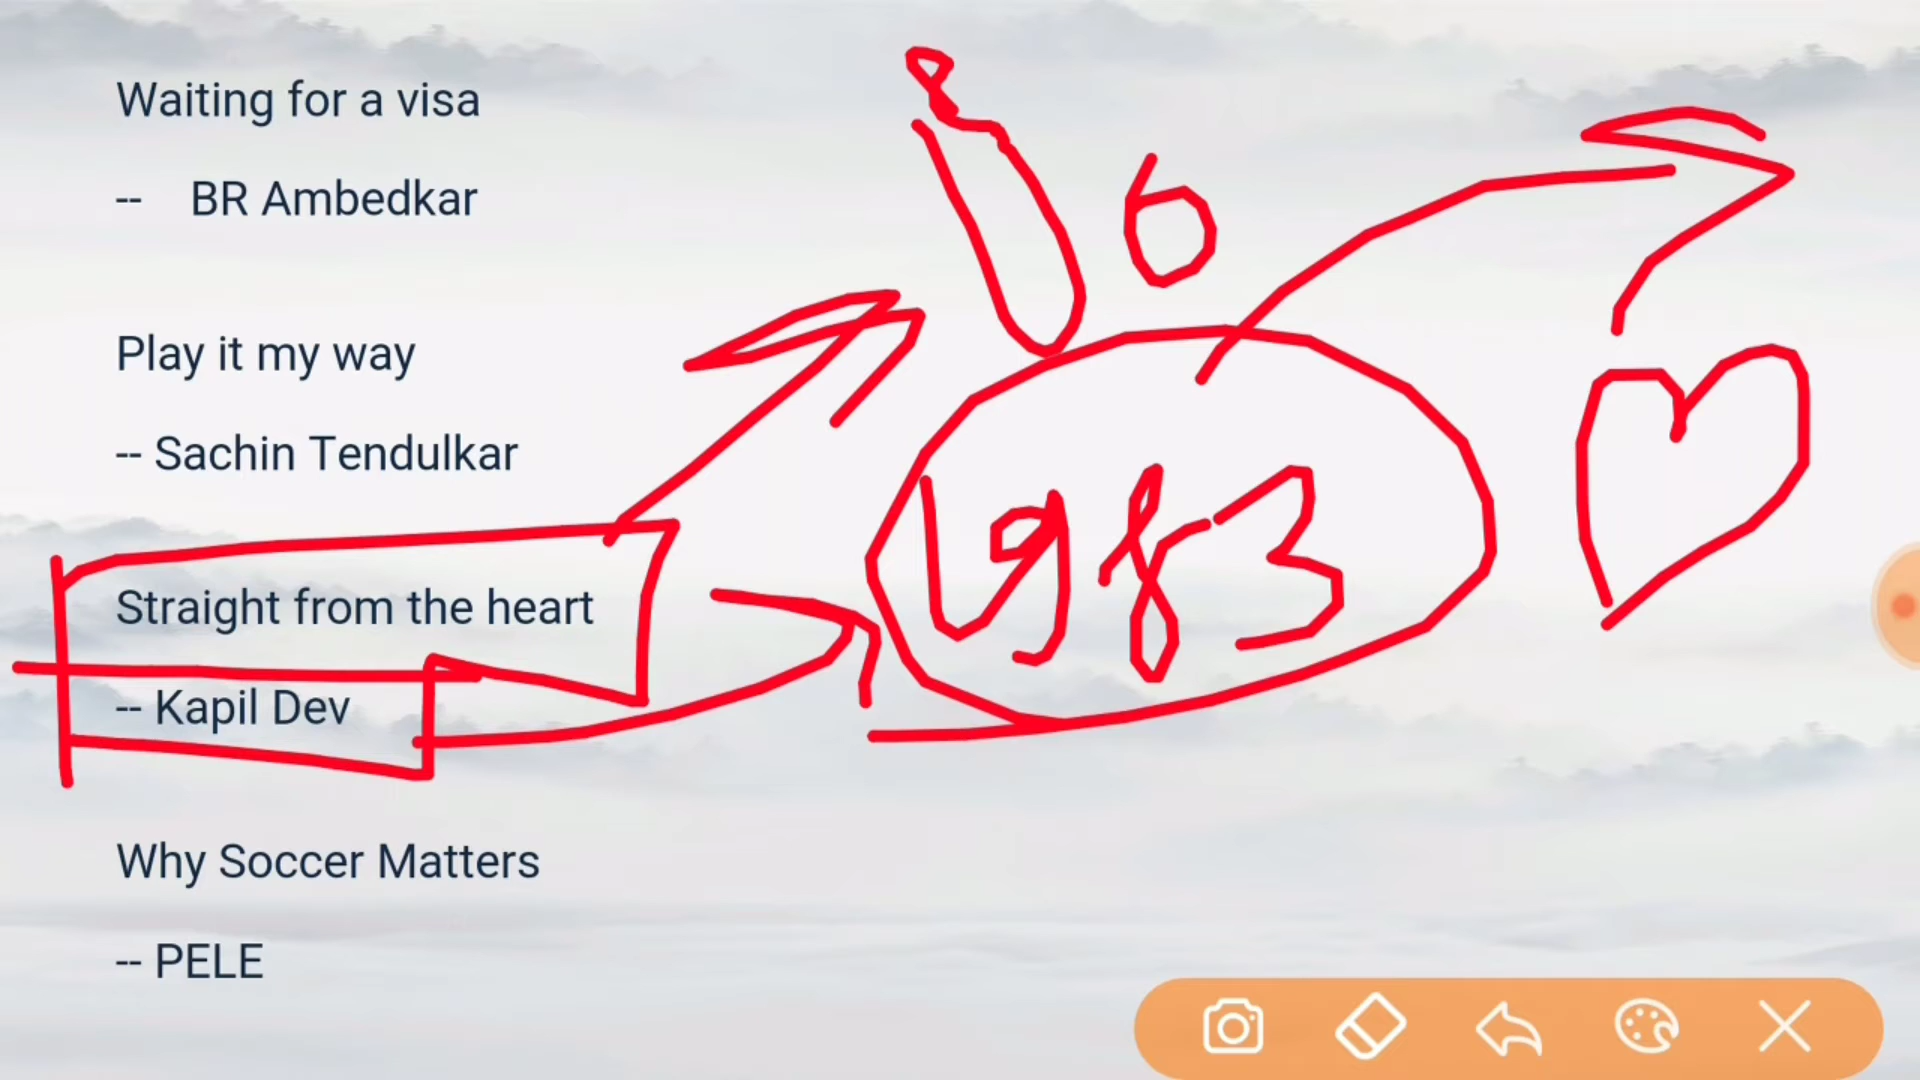 Waiting for a visa
-- BR Ambedkar
Play it my way
-- Sachin Tendulkar
Straight from the heart
-- Kapil Dev
1983
Why Soccer Matters
-- PELE